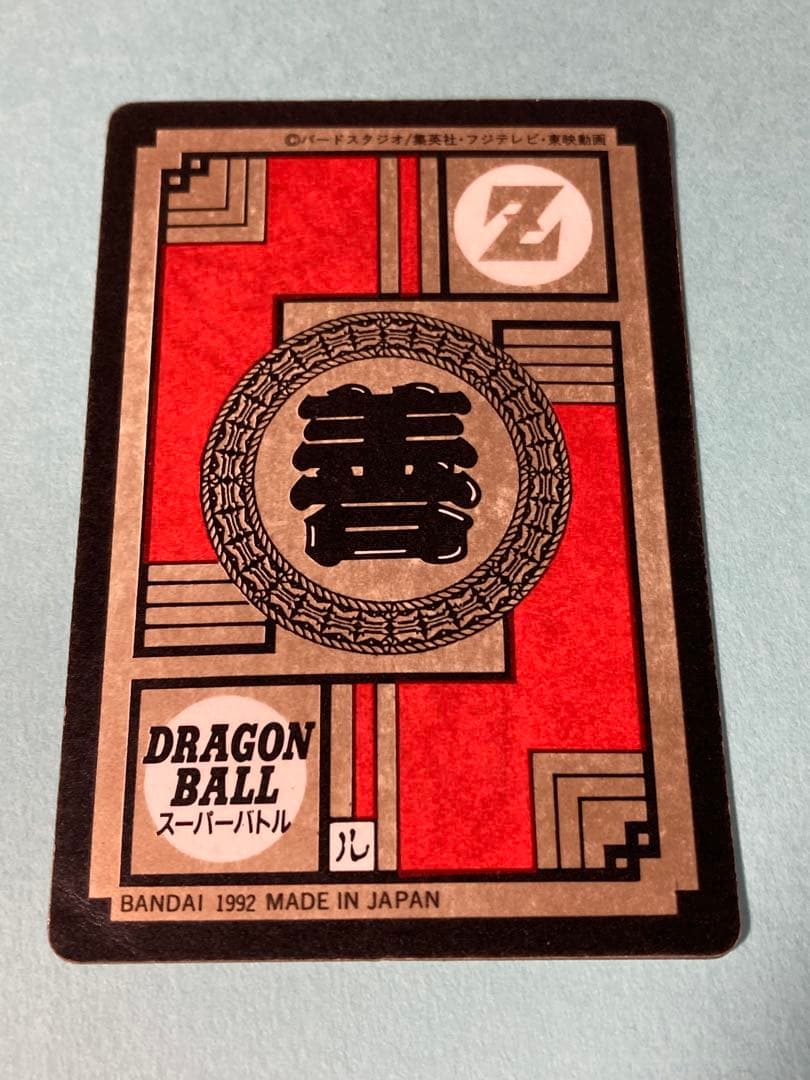 ©バードスタジオ/集英社・フジテレビ・東映動画
Z
善
DRAGON
BALL
スーパーバトル
ル
BANDAI 1992 MADE IN JAPAN